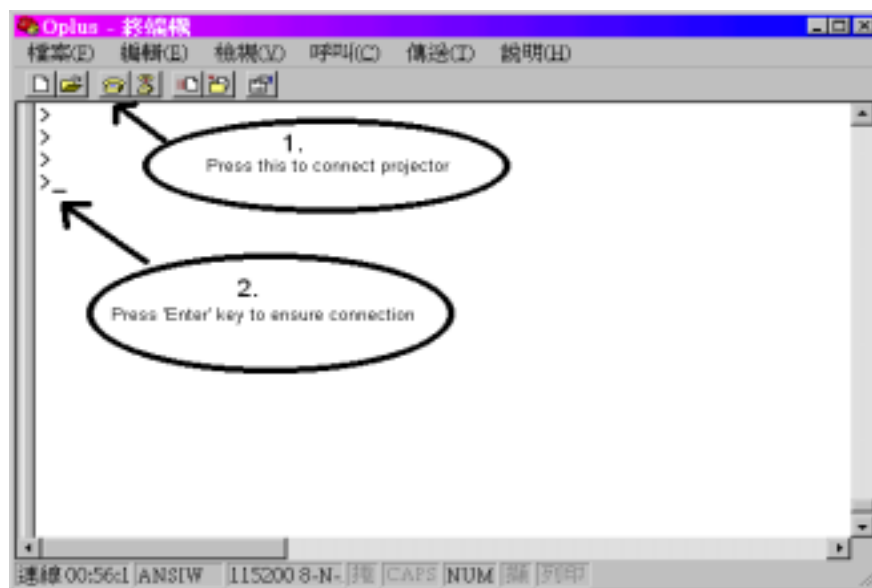 Oplus - 終端機
檔案(F) 編輯(E) 檢視(V) 呼叫(C) 傳送(T) 說明(H)
>
>
>
>_
1.
Press this to connect projector
2.
Press 'Enter' key to ensure connection
連線 00:56:1 ANSIW 115200 8-N- CAPS NUM 列印